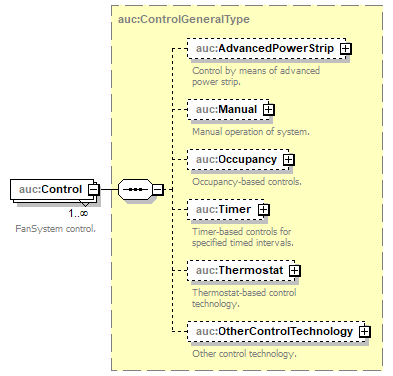 auc:ControlGeneralType
auc:AdvancedPowerStrip
Control by means of advanced
power strip.
auc:Manual
Manual operation of system.
auc:Occupancy
Occupancy-based controls.
auc:Control
1..∞
FanSystem control.
auc:Timer
Timer-based controls for
specified timed intervals.
auc:Thermostat
Thermostat-based control
technology.
auc:OtherControlTechnology
Other control technology.